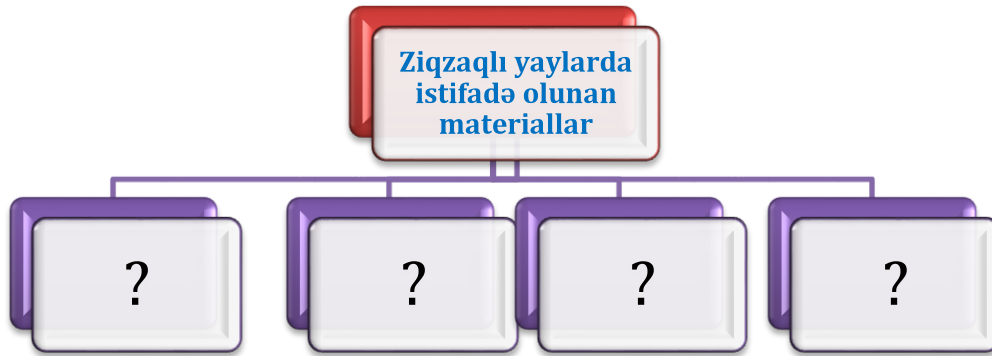 Ziqzaqlı yaylarda
istifadə olunan
materiallar
? ? ? ?